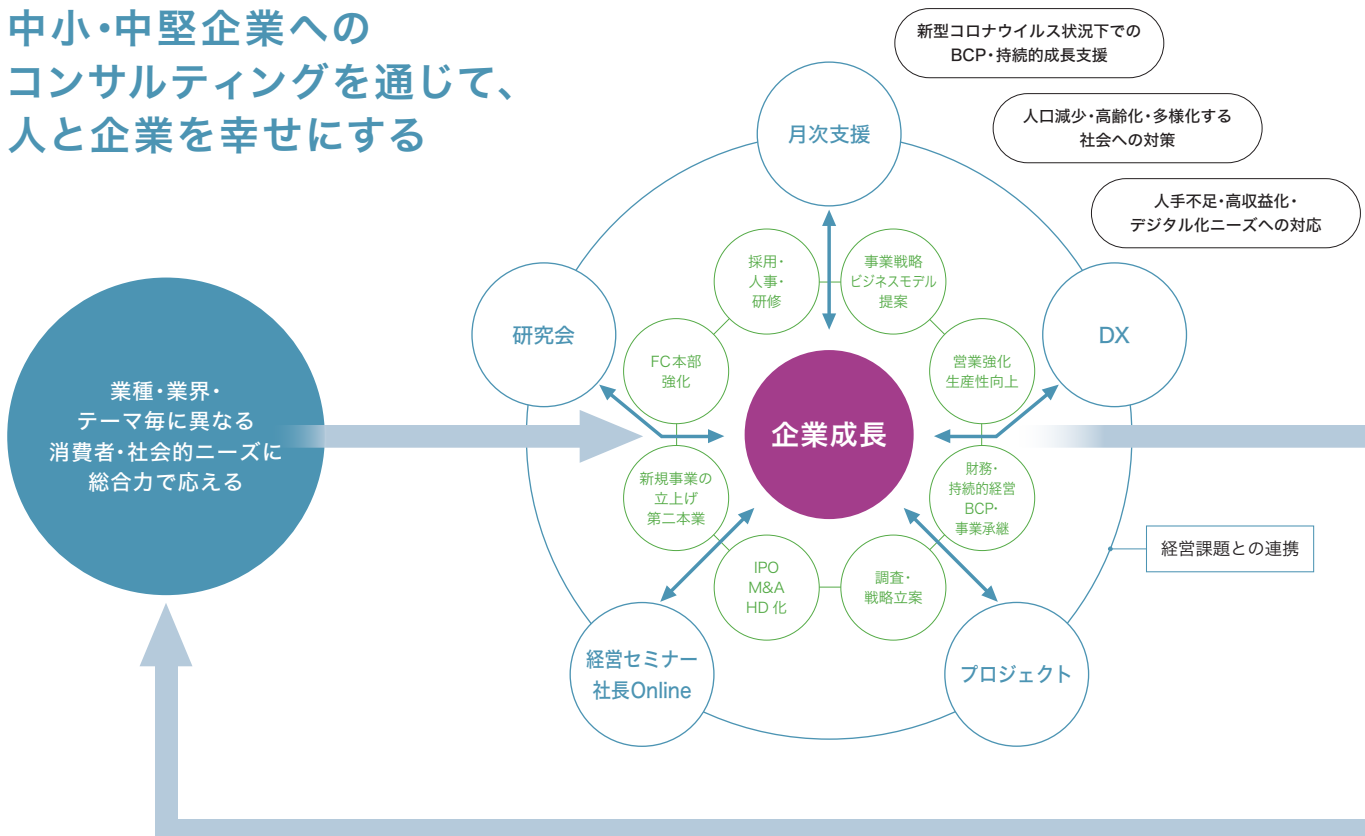 中小・中堅企業への
コンサルティングを通じて、
人と企業を幸せにする
新型コロナウイルス状況下での
BCP・持続的成長支援
人口減少・高齢化・多様化する
社会への対策
人手不足・高収益化・
デジタル化ニーズへの対応
業種・業界・
テーマ毎に異なる
消費者・社会的ニーズに
総合力で応える
月次支援
研究会
DX
経営セミナー
社長Online
プロジェクト
採用・
人事・
研修
事業戦略
ビジネスモデル
提案
FC本部
強化
営業強化
生産性向上
企業成長
新規事業の
立上げ
第二本業
財務・
持続的経営
BCP・
事業承継
IPO
M&A
HD 化
調査・
戦略立案
経営課題との連携